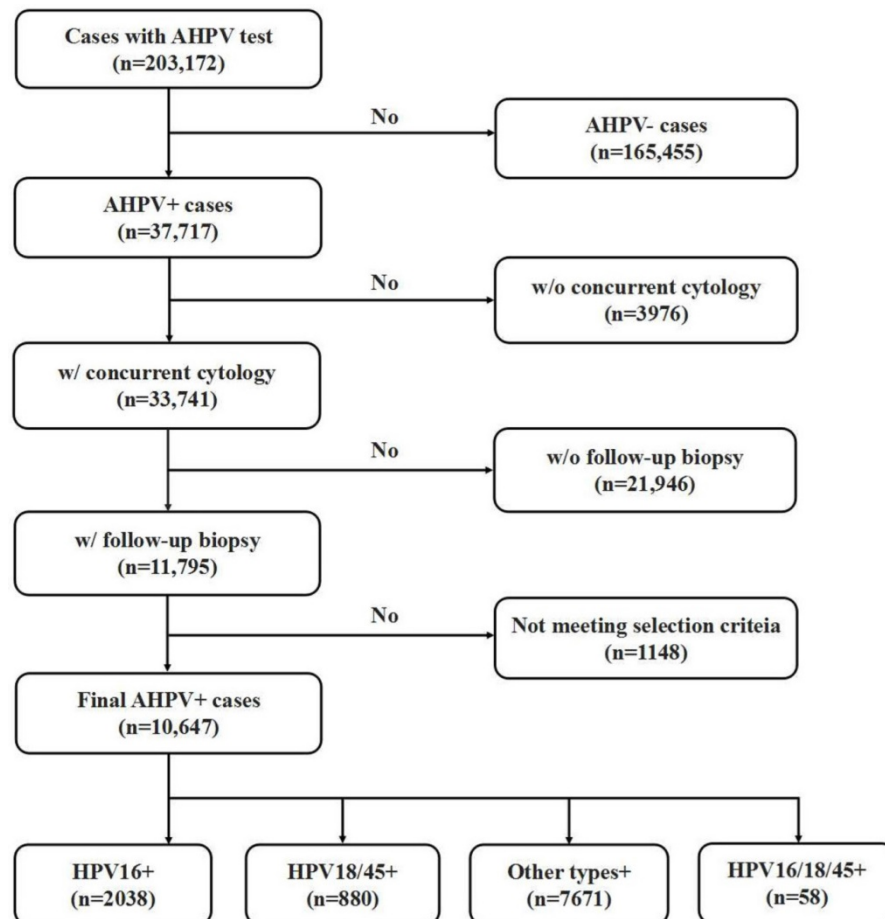 Cases with AHPV test
(n=203,172)
No
AHPV- cases
(n=165,455)
AHPV+ cases
(n=37,717)
No
w/o concurrent cytology
(n=3976)
w/ concurrent cytology
(n=33,741)
No
w/o follow-up biopsy
(n=21,946)
w/ follow-up biopsy
(n=11,795)
No
Not meeting selection criteia
(n=1148)
Final AHPV+ cases
(n=10,647)
HPV16+
(n=2038)
HPV18/45+
(n=880)
Other types+
(n=7671)
HPV16/18/45+
(n=58)